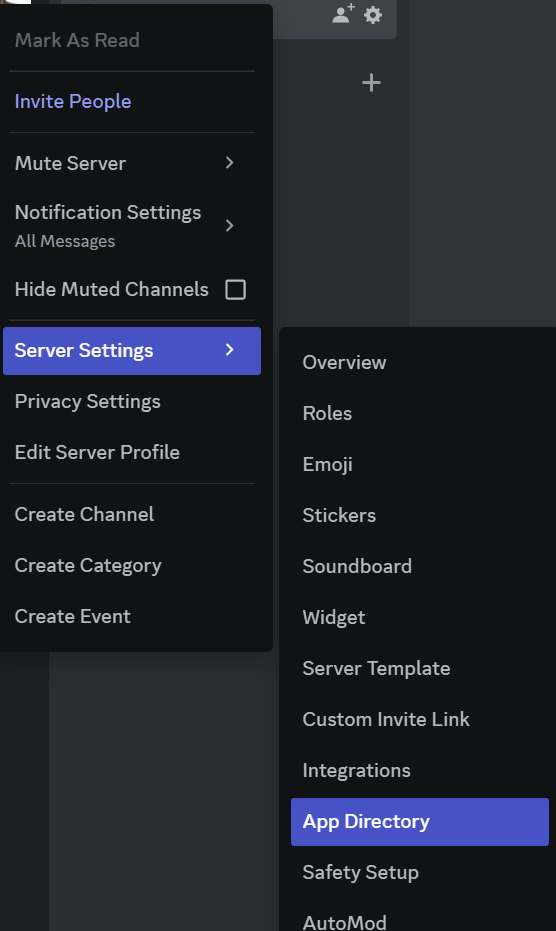 Mark As Read
Invite People
Mute Server
Notification Settings
All Messages
Hide Muted Channels
Server Settings
Privacy Settings
Edit Server Profile
Create Channel
Create Category
Create Event
Overview
Roles
Emoji
Stickers
Soundboard
Widget
Server Template
Custom Invite Link
Integrations
App Directory
Safety Setup
AutoMod